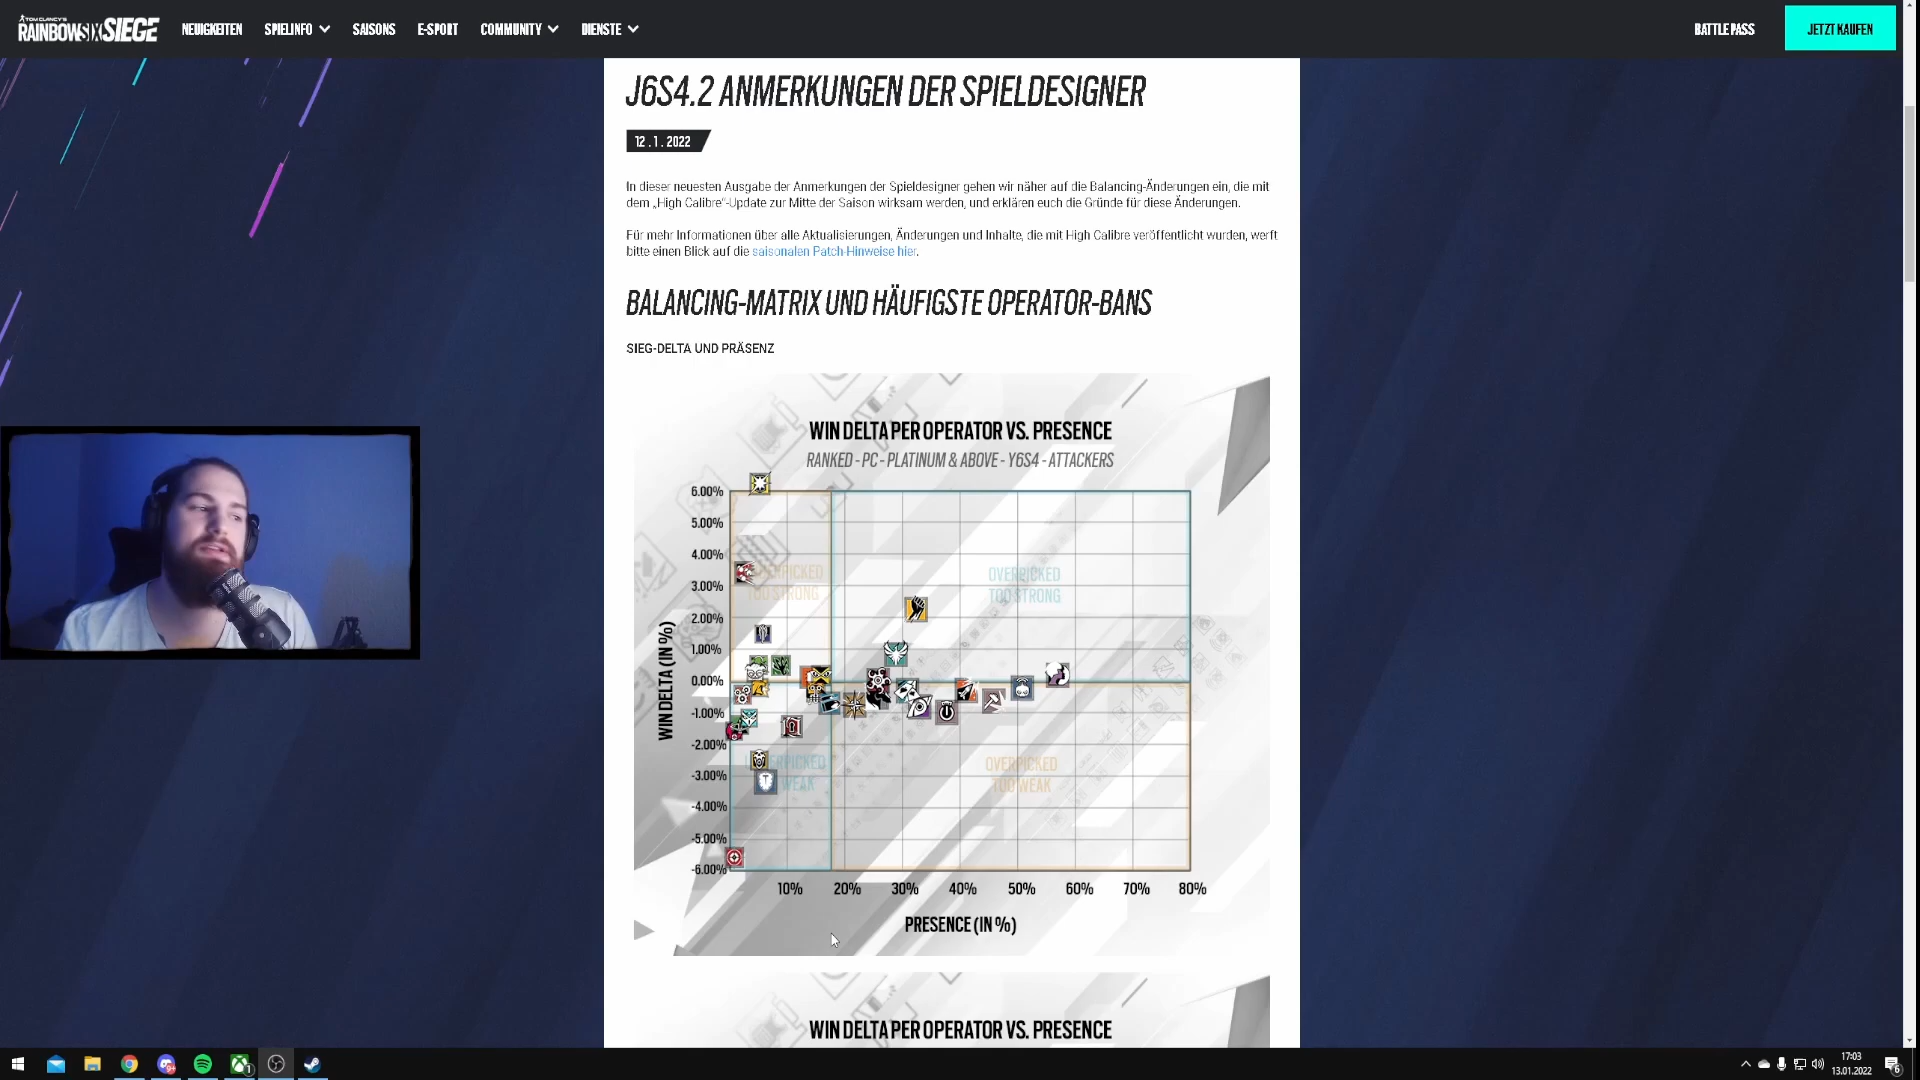 TOM CLANCY'S
RAINBOWSIX SIEGE
NEUIGKEITEN
SPIELINFO
SAISONS
E-SPORT
COMMUNITY
DIENSTE
BATTLE PASS
JETZT KAUFEN
J6S4.2 ANMERKUNGEN DER SPIELDESIGNER
12 . 1 . 2022
In dieser neuesten Ausgabe der Anmerkungen der Spieldesigner gehen wir näher auf die Balancing-Änderungen ein, die mit
dem „High Calibre“-Update zur Mitte der Saison wirksam werden, und erklären euch die Gründe für diese Änderungen.
Für mehr Informationen über alle Aktualisierungen, Änderungen und Inhalte, die mit High Calibre veröffentlicht wurden, werft
bitte einen Blick auf die saisonalen Patch-Hinweise hier.
BALANCING-MATRIX UND HÄUFIGSTE OPERATOR-BANS
SIEG-DELTA UND PRÄSENZ
WIN DELTA PER OPERATOR VS. PRESENCE
RANKED - PC - PLATINUM & ABOVE - Y6S4 - ATTACKERS
6.00%
5.00%
4.00%
3.00%
2.00%
1.00%
0.00%
-1.00%
-2.00%
-3.00%
-4.00%
-5.00%
-6.00%
WIN DELTA (IN %)
TOO STRONG
OVERPICKED
TOO STRONG
OVERPICKED
TOO WEAK
10% 20% 30% 40% 50% 60% 70% 80%
PRESENCE (IN %)
WIN DELTA PER OPERATOR VS. PRESENCE
17:03
13.01.2022